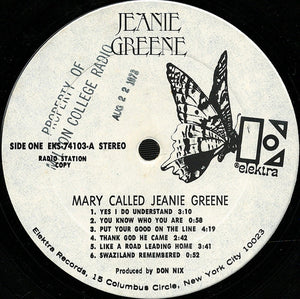 JEANIE
GREENE
PROPERTY OF
COLLEGE RADIO
AUG 22 1973
SIDE ONE EKS-74103-A STEREO
RADIO STATION
COPY
elektra
MARY CALLED JEANIE GREENE
1. YES I DO UNDERSTAND 3:10
2. YOU KNOW WHO YOU ARE 0:58
3. PUT YOUR GOOD ON THE LINE 4:19
4. THANK GOD HE CAME 2:42
5. LIKE A ROAD LEADING HOME 3:41
6. SWAZILAND REMEMBERED 0:52
Produced by DON NIX
Elektra Records, 15 Columbus Circle, New York City 10023